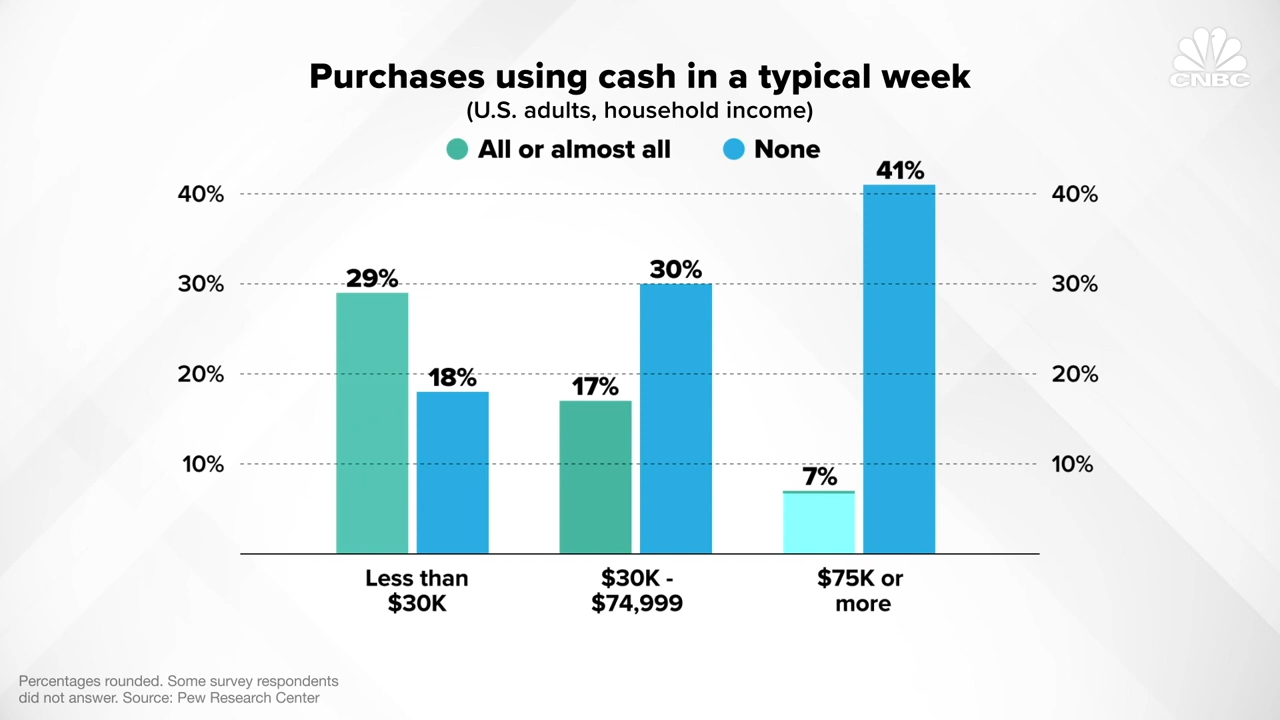 CNBC
Purchases using cash in a typical week
(U.S. adults, household income)
All or almost all None
41%
40% 40%
30%
29%
30% 30%
18%
20% 20%
17%
7%
10% 10%
Less than $30K - $75K or
$30K $74,999 more
Percentages rounded. Some survey respondents
did not answer. Source: Pew Research Center